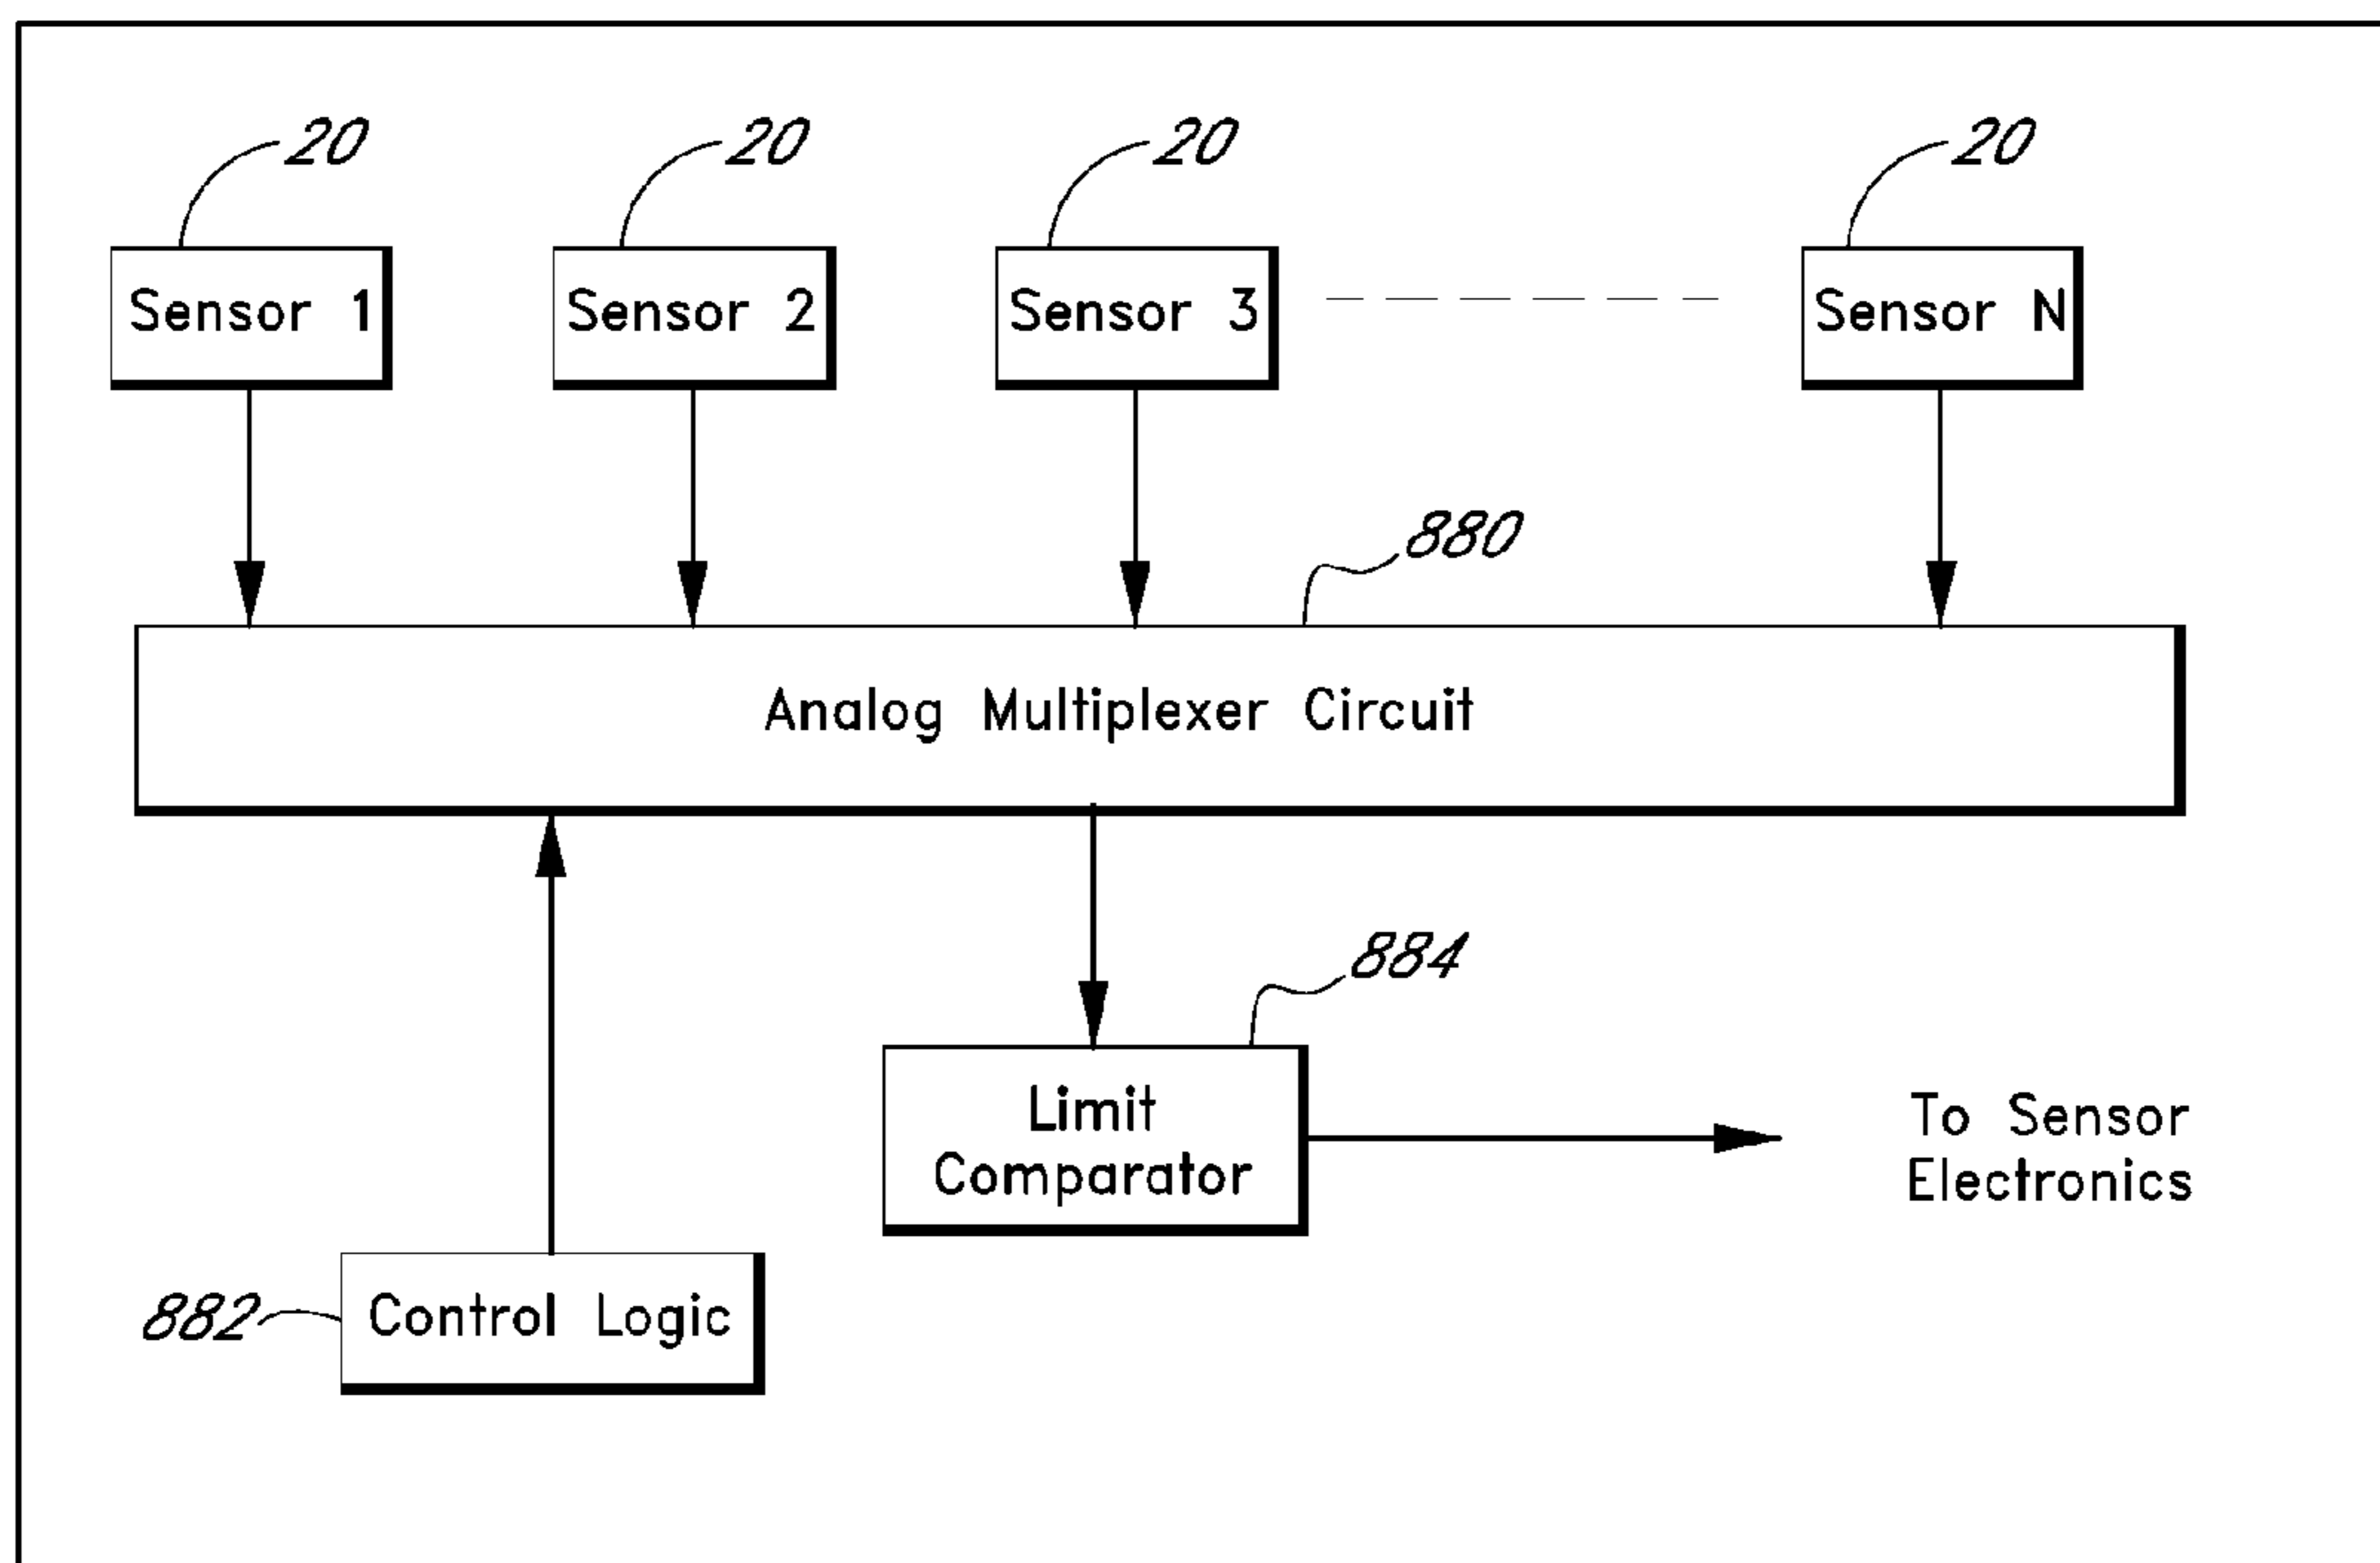 20 20 20 20
Sensor 1 Sensor 2 Sensor 3 Sensor N
880
Analog Multiplexer Circuit
884
Limit
Comparator
To Sensor
Electronics
882 Control Logic